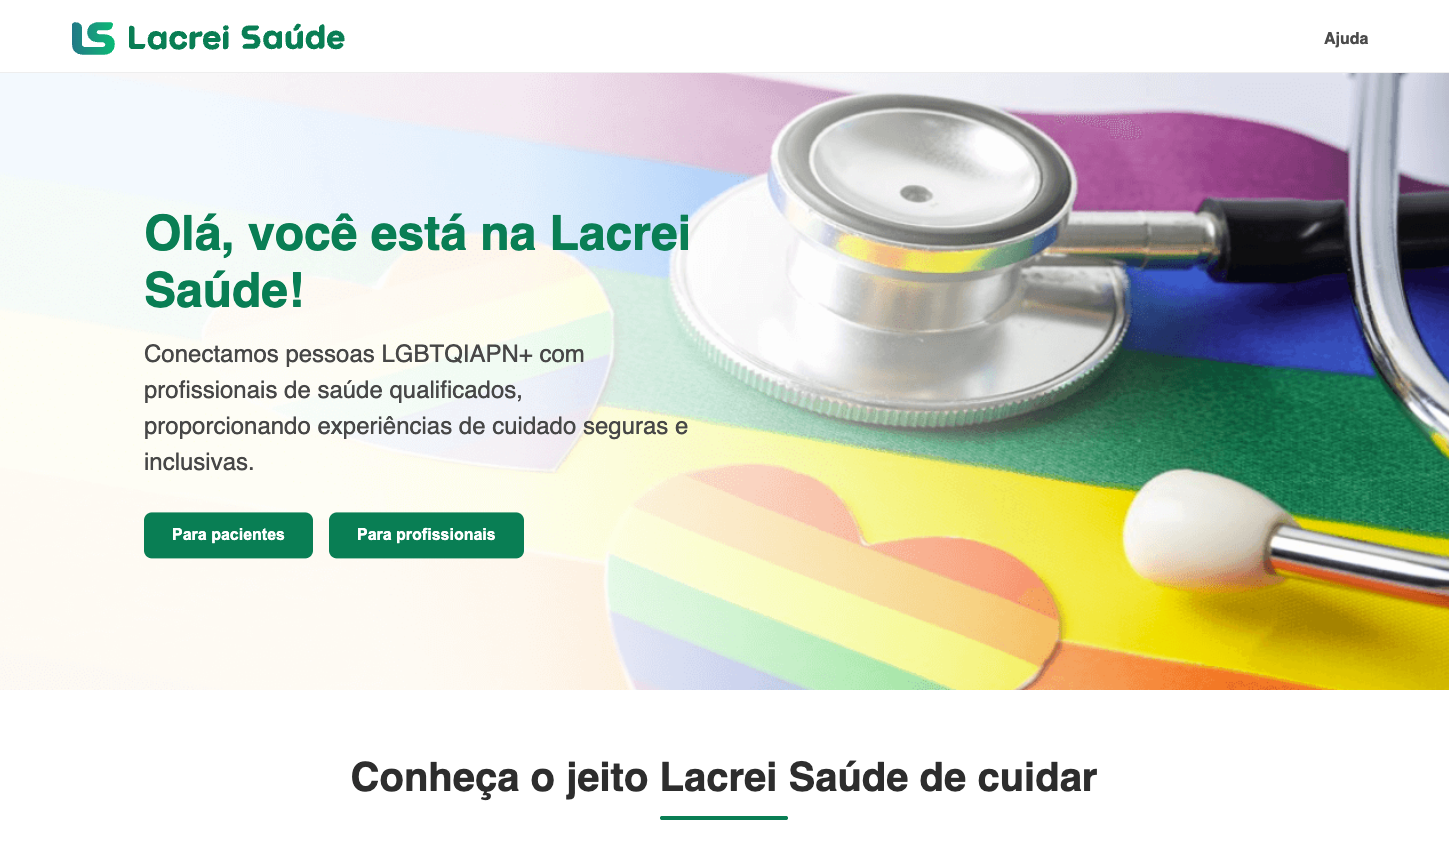 Lacrei Saúde
Ajuda
Olá, você está na Lacrei
Saúde!
Conectamos pessoas LGBTQIAPN+ com
profissionais de saúde qualificados,
proporcionando experiências de cuidado seguras e
inclusivas.
Para pacientes
Para profissionais
Conheça o jeito Lacrei Saúde de cuidar